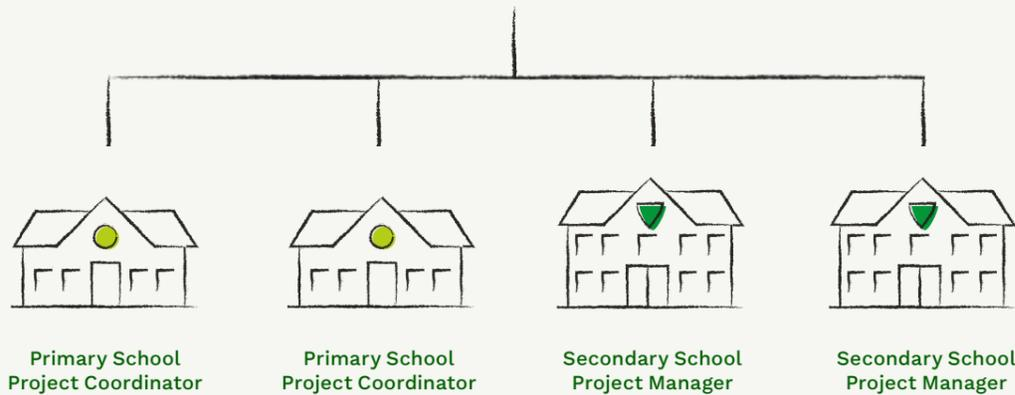 Primary School
Project Coordinator
Primary School
Project Coordinator
Secondary School
Project Manager
Secondary School
Project Manager